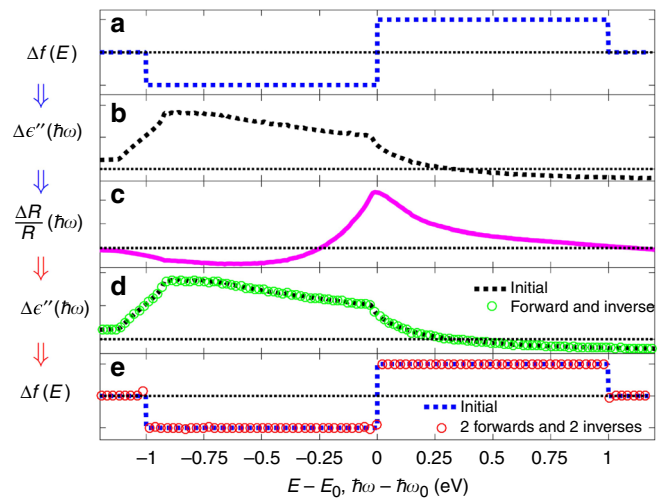 a
Δf (E)
⇓
b
Δϵ′′(ħω)
⇓
c
ΔR/R (ħω)
⇓
d
Δϵ′′(ħω)
Initial
Forward and inverse
⇓
e
Δf (E)
Initial
2 forwards and 2 inverses
−1 −0.75 −0.5 −0.25 0 0.25 0.5 0.75 1
E – E0, ħω – ħω0 (eV)